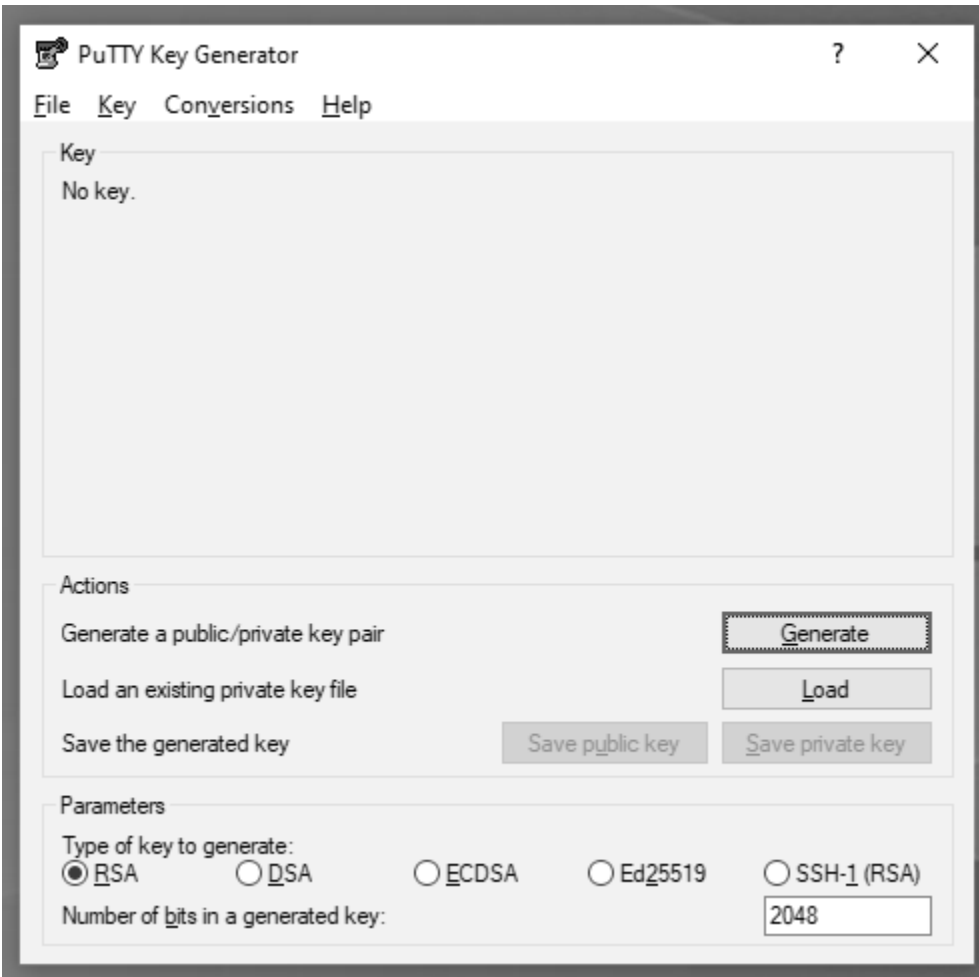 PuTTY Key Generator ?
File Key Conversions Help
Key
No key.
Actions
Generate a public/private key pair Generate
Load an existing private key file Load
Save the generated key Save public key Save private key
Parameters
Type of key to generate:
RSA DSA ECDSA Ed25519 SSH-1 (RSA)
Number of bits in a generated key: 2048